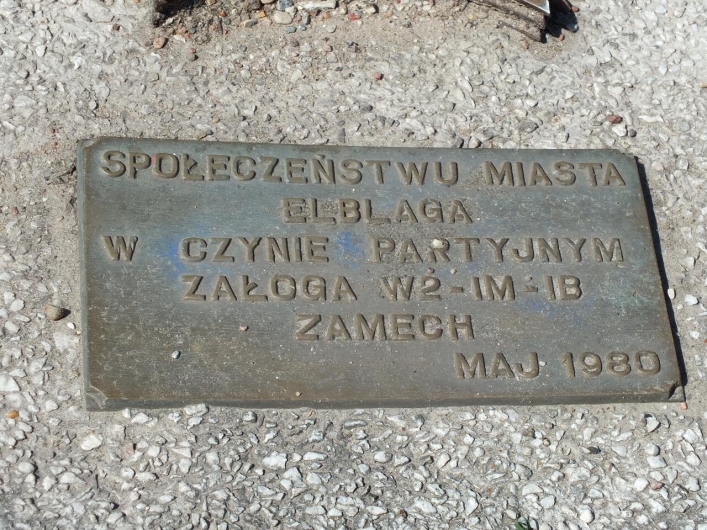 SPOŁECZEŃSTWU MIASTA
ELBLĄGA
W CZYNIE PARTYJNYM
ZAŁOGA W2-IM-IB
ZAMECH
MAJ 1980